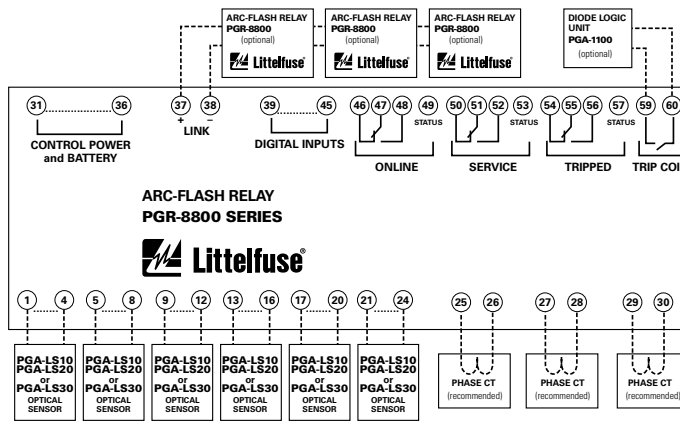 ARC-FLASH RELAY
PGR-8800
(optional)
Littelfuse
ARC-FLASH RELAY
PGR-8800
(optional)
Littelfuse
ARC-FLASH RELAY
PGR-8800
(optional)
Littelfuse
DIODE LOGIC
UNIT
PGA-1100
(optional)
31 36 37 38 39 45 46 47 48 49 50 51 52 53 54 55 56 57 59 60
+ –
LINK
STATUS STATUS STATUS
CONTROL POWER
and BATTERY
DIGITAL INPUTS
ONLINE SERVICE TRIPPED TRIP COI
ARC-FLASH RELAY
PGR-8800 SERIES
Littelfuse®
1 4 5 8 9 12 13 16 17 20 21 24 25 26 27 28 29 30
PGA-LS10
PGA-LS20
or
PGA-LS30
OPTICAL
SENSOR
PGA-LS10
PGA-LS20
or
PGA-LS30
OPTICAL
SENSOR
PGA-LS10
PGA-LS20
or
PGA-LS30
OPTICAL
SENSOR
PGA-LS10
PGA-LS20
or
PGA-LS30
OPTICAL
SENSOR
PGA-LS10
PGA-LS20
or
PGA-LS30
OPTICAL
SENSOR
PGA-LS10
PGA-LS20
or
PGA-LS30
OPTICAL
SENSOR
PHASE CT
(recommended)
PHASE CT
(recommended)
PHASE CT
(recommended)